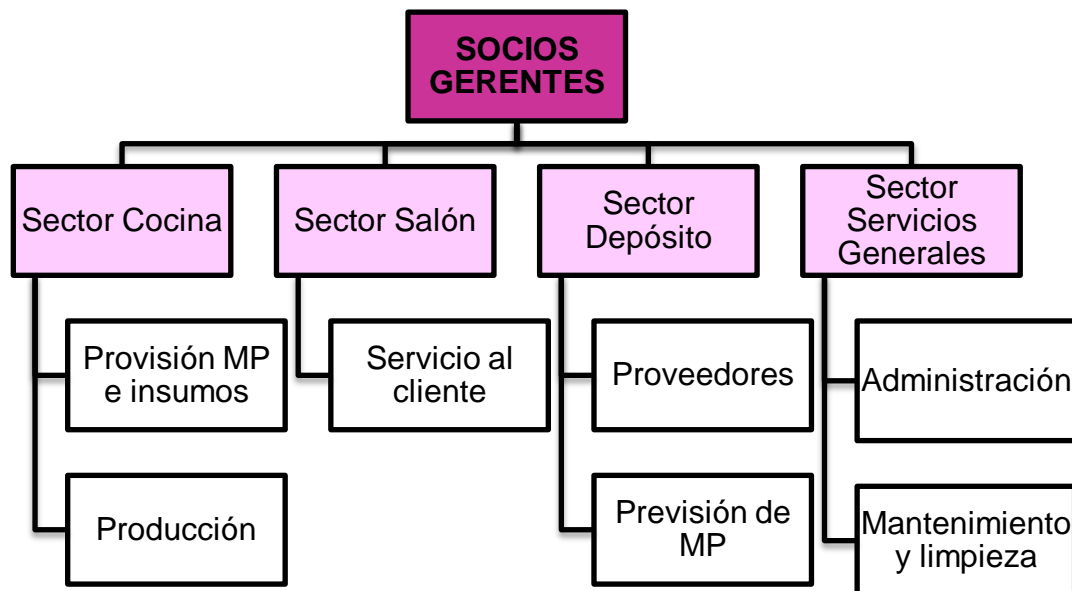 SOCIOS
GERENTES
Sector Cocina
Sector Salón
Sector
Depósito
Sector
Servicios
Generales
Provisión MP
e insumos
Servicio al
cliente
Proveedores
Administración
Producción
Previsión de
MP
Mantenimiento
y limpieza